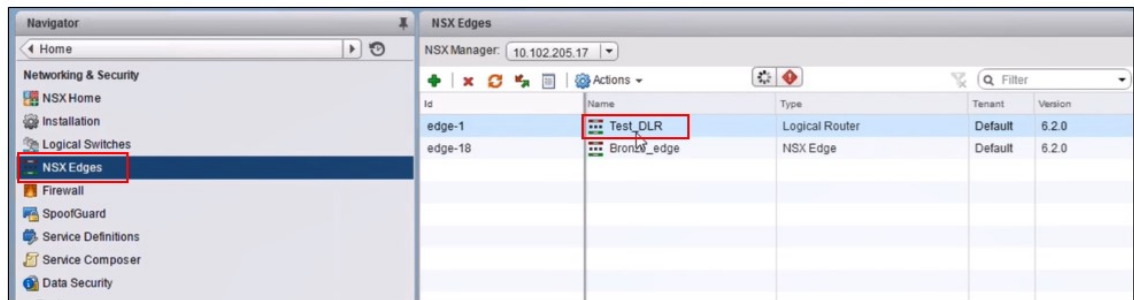 Navigator
Home
Networking & Security
NSX Home
Installation
Logical Switches
NSX Edges
Firewall
SpoofGuard
Service Definitions
Service Composer
Data Security
NSX Edges
NSX Manager: 10.102.205.17
Actions Filter
Id Name Type Tenant Version
edge-1 Test_DLR Logical Router Default 6.2.0
edge-18 Bronze_edge NSX Edge Default 6.2.0